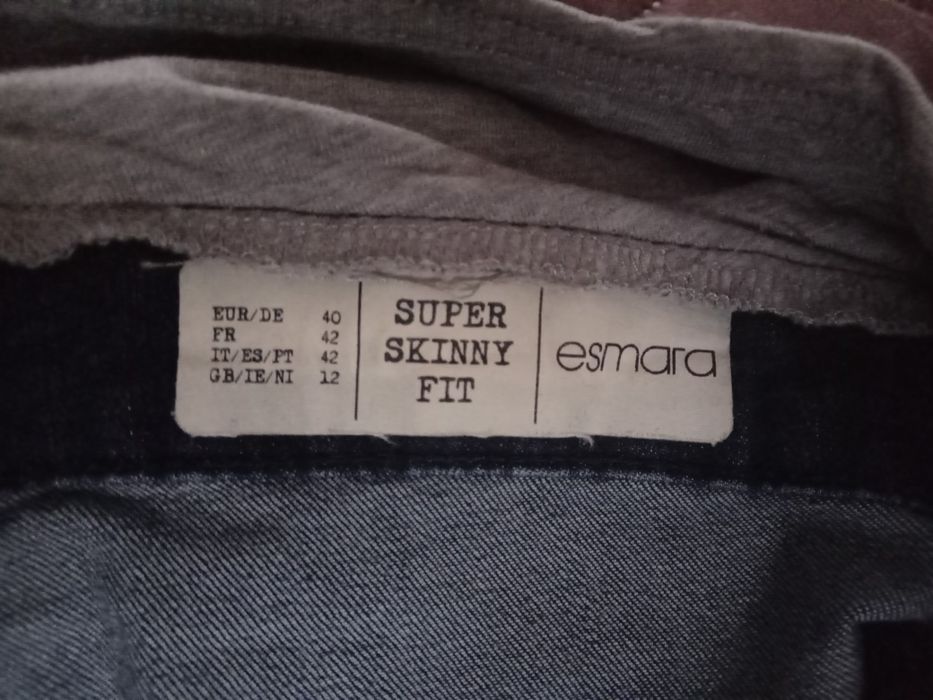 EUR/DE 40
FR 42
IT/ES/PT 42
GB/IE/NI 12
SUPER
SKINNY
FIT
esmara